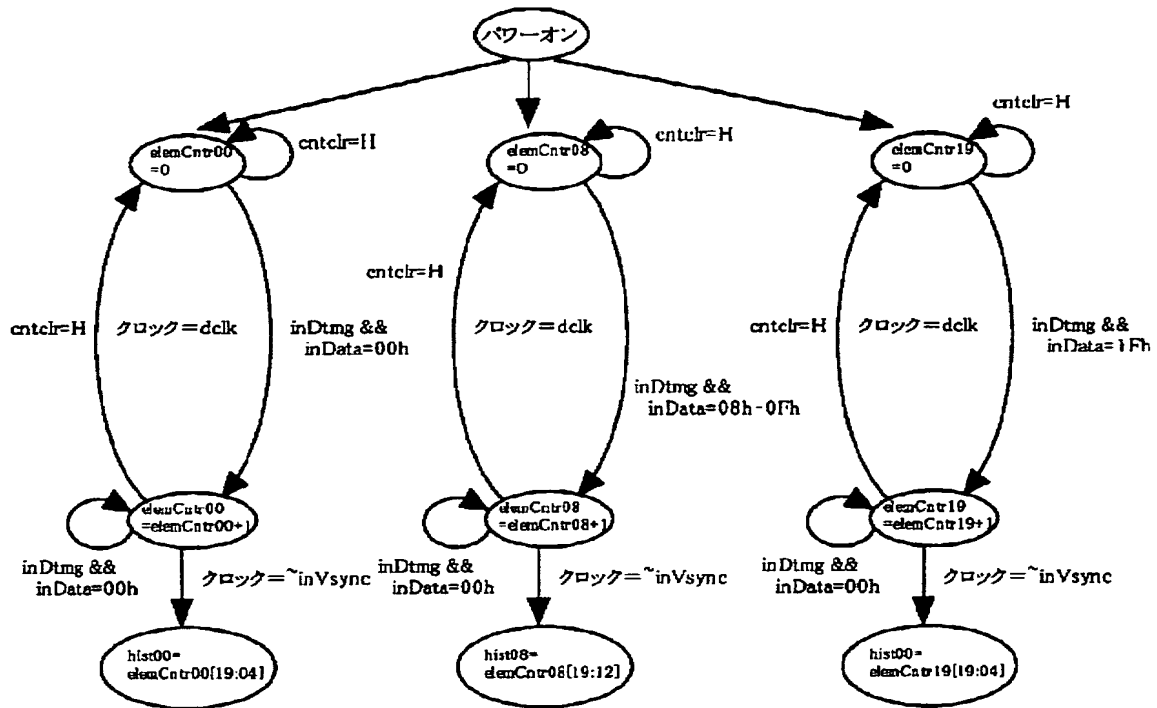 パワーオン
cntclr=H
elemCntr00
=0
cntclr=H
elemCntr08
=0
cntclr=H
elemCntr19
=0
cntclr=H
クロック=dclk
inDtmg &&
inData=00h
cntclr=H
クロック=dclk
inDtmg &&
inData=08h-0Fh
cntclr=H
クロック=dclk
inDtmg &&
inData=1Fh
elemCntr00
=elemCntr00+1
elemCntr08
=elemCntr08+1
elemCntr19
=elemCntr19+1
inDtmg &&
inData=00h
クロック=~inVsync
inDtmg &&
inData=00h
クロック=~inVsync
inDtmg &&
inData=00h
クロック=~inVsync
hist00=
elemCntr00[19:04]
hist08=
elemCntr08[19:12]
hist00=
elemCntr19[19:04]